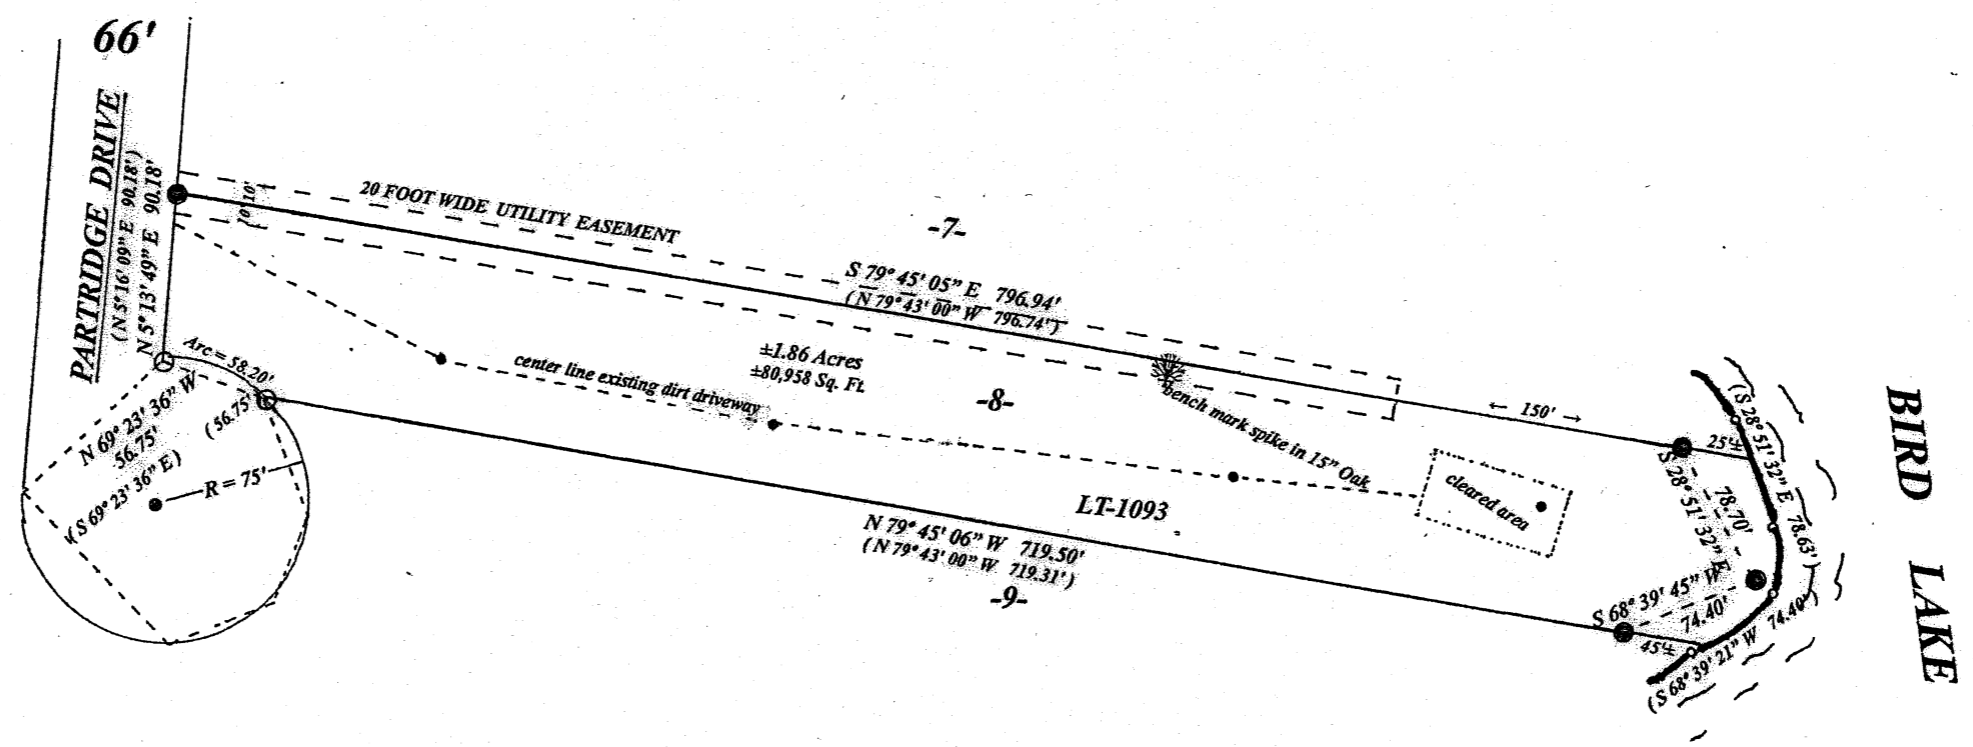 66'
PARTRIDGE DRIVE
( N 5° 16' 09" E 90.18' )
N 5° 13' 49" E 90.18'
10' 10'
20 FOOT WIDE UTILITY EASEMENT
-7-
S 79° 45' 05" E 796.94'
( N 79° 43' 00" W 796.74' )
Arc = 58.20'
N 69° 23' 36" W
56.75'
( S 69° 23' 36" E )
( 56.75' )
R = 75'
center line existing dirt driveway
±1.86 Acres
±80,958 Sq. Ft.
-8-
bench mark spike in 15" Oak
← 150' →
25'±
cleared area
LT-1093
N 79° 45' 06" W 719.50'
( N 79° 43' 00" W 719.31' )
-9-
( S 28° 51' 32" E 78.63' )
S 28° 51' 32" E
78.70'
S 68° 39' 45" W
74.40'
45'±
( S 68° 39' 21" W 74.40' )
BIRD LAKE